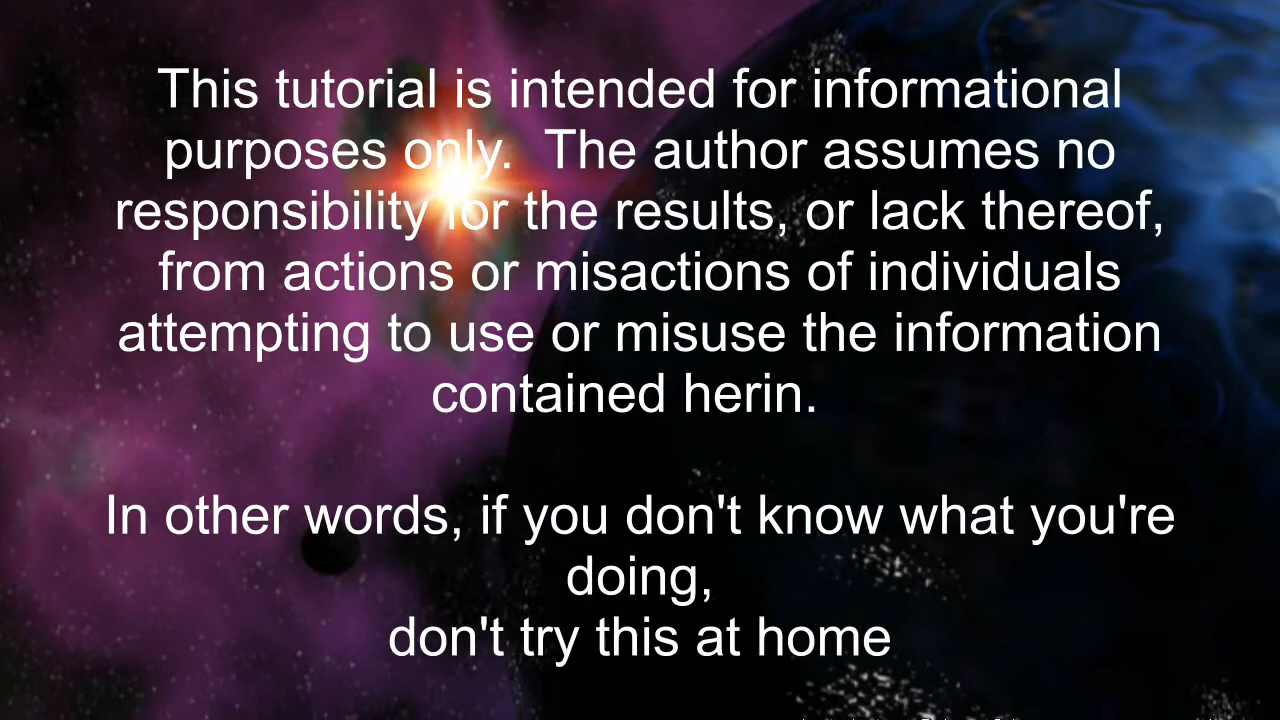 This tutorial is intended for informational
purposes only.  The author assumes no
responsibility for the results, or lack thereof,
from actions or misactions of individuals
attempting to use or misuse the information
contained herin.
In other words, if you don't know what you're
doing,
don't try this at home